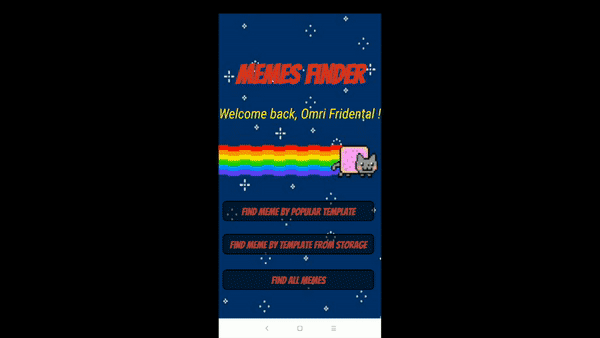 MEMES FINDER
Welcome back, Omri Fridental !
FIND MEME BY POPULAR TEMPLATE
FIND MEME BY TEMPLATE FROM STORAGE
FIND ALL MEMES